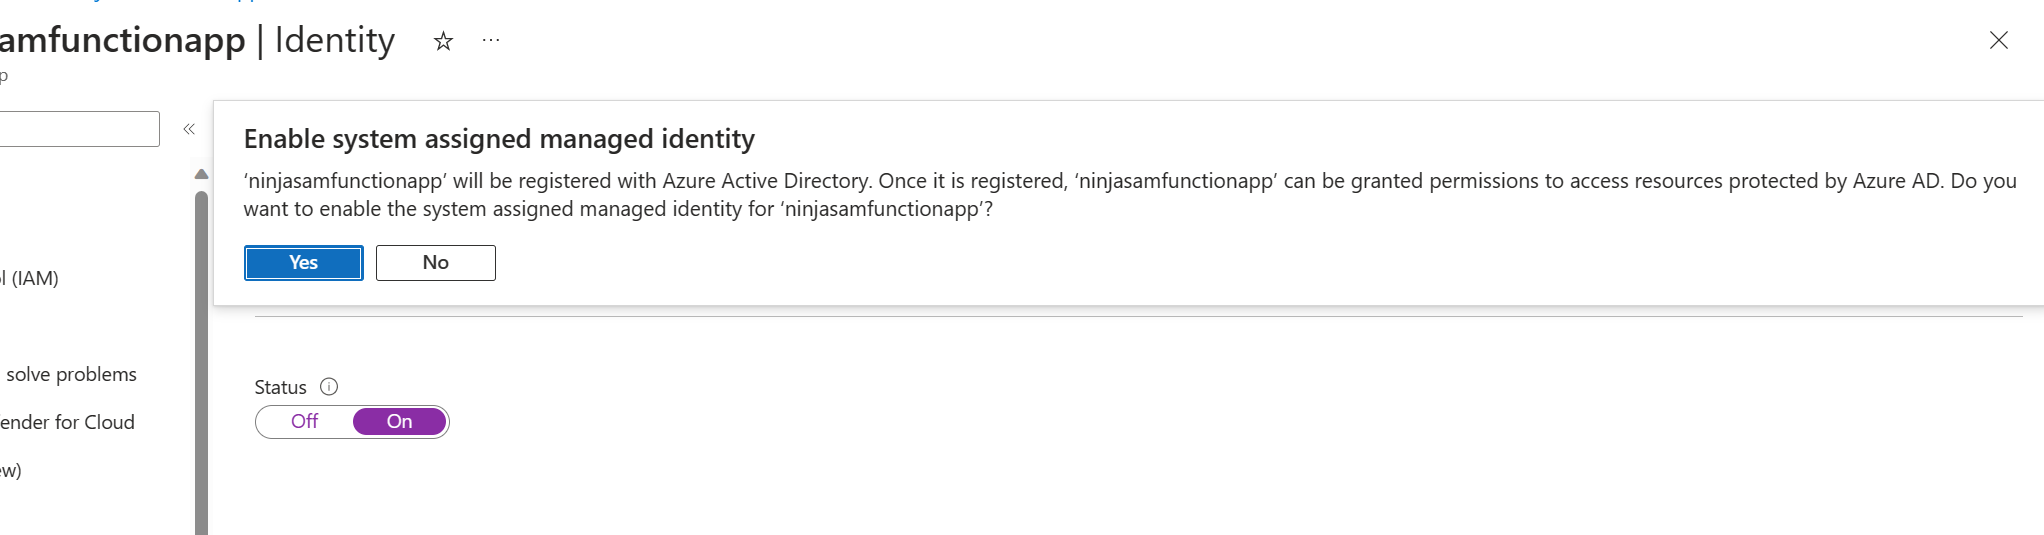 amfunctionapp | Identity
p
Enable system assigned managed identity
‘ninjasamfunctionapp’ will be registered with Azure Active Directory. Once it is registered, ‘ninjasamfunctionapp’ can be granted permissions to access resources protected by Azure AD. Do you
want to enable the system assigned managed identity for ‘ninjasamfunctionapp’?
Yes No
l (IAM)
solve problems
ender for Cloud
ew)
Status
Off On